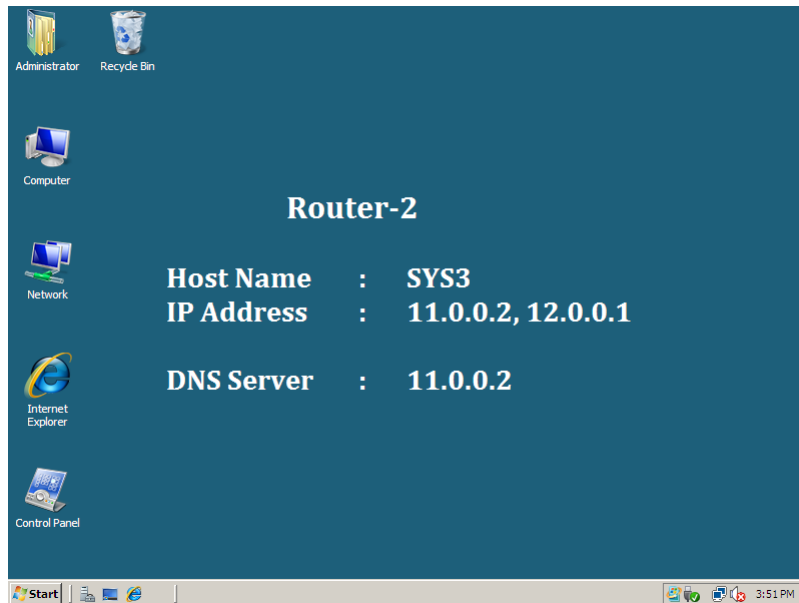 Administrator
Recycle Bin
Computer
Router-2
Network
Host Name : SYS3
IP Address : 11.0.0.2, 12.0.0.1
DNS Server : 11.0.0.2
Internet
Explorer
Control Panel
Start
3:51 PM